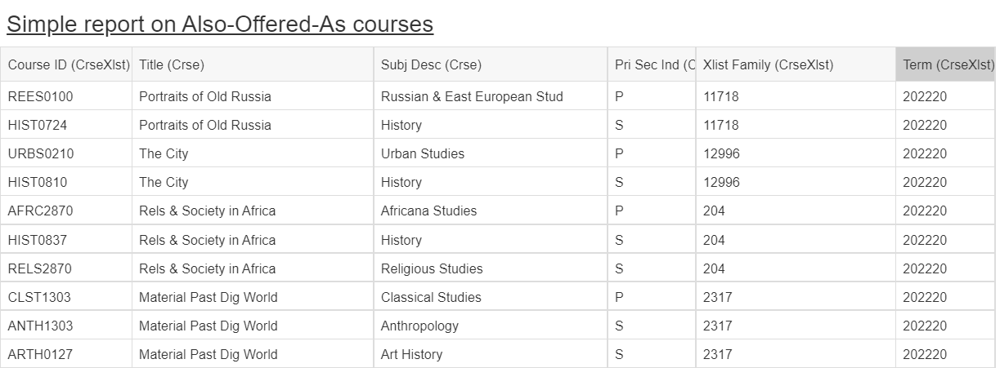 Simple report on Also-Offered-As courses
Course ID (CrseXlst) Title (Crse) Subj Desc (Crse) Pri Sec Ind (C Xlist Family (CrseXlst) Term (CrseXlst)
REES0100 Portraits of Old Russia Russian & East European Stud P 11718 202220
HIST0724 Portraits of Old Russia History S 11718 202220
URBS0210 The City Urban Studies P 12996 202220
HIST0810 The City History S 12996 202220
AFRC2870 Rels & Society in Africa Africana Studies P 204 202220
HIST0837 Rels & Society in Africa History S 204 202220
RELS2870 Rels & Society in Africa Religious Studies S 204 202220
CLST1303 Material Past Dig World Classical Studies P 2317 202220
ANTH1303 Material Past Dig World Anthropology S 2317 202220
ARTH0127 Material Past Dig World Art History S 2317 202220